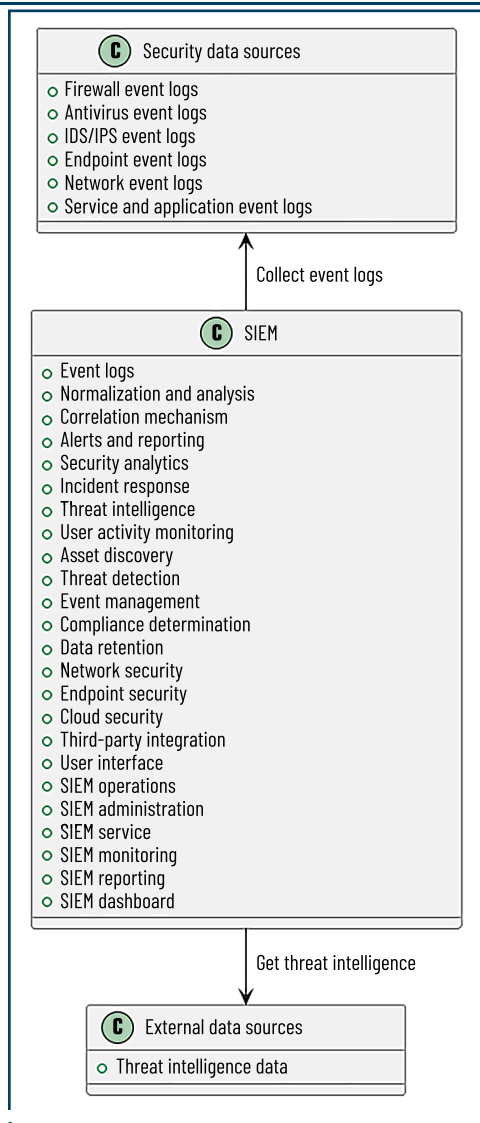 C Security data sources
Firewall event logs
Antivirus event logs
IDS/IPS event logs
Endpoint event logs
Network event logs
Service and application event logs
Collect event logs
C SIEM
Event logs
Normalization and analysis
Correlation mechanism
Alerts and reporting
Security analytics
Incident response
Threat intelligence
User activity monitoring
Asset discovery
Threat detection
Event management
Compliance determination
Data retention
Network security
Endpoint security
Cloud security
Third-party integration
User interface
SIEM operations
SIEM administration
SIEM service
SIEM monitoring
SIEM reporting
SIEM dashboard
Get threat intelligence
C External data sources
Threat intelligence data